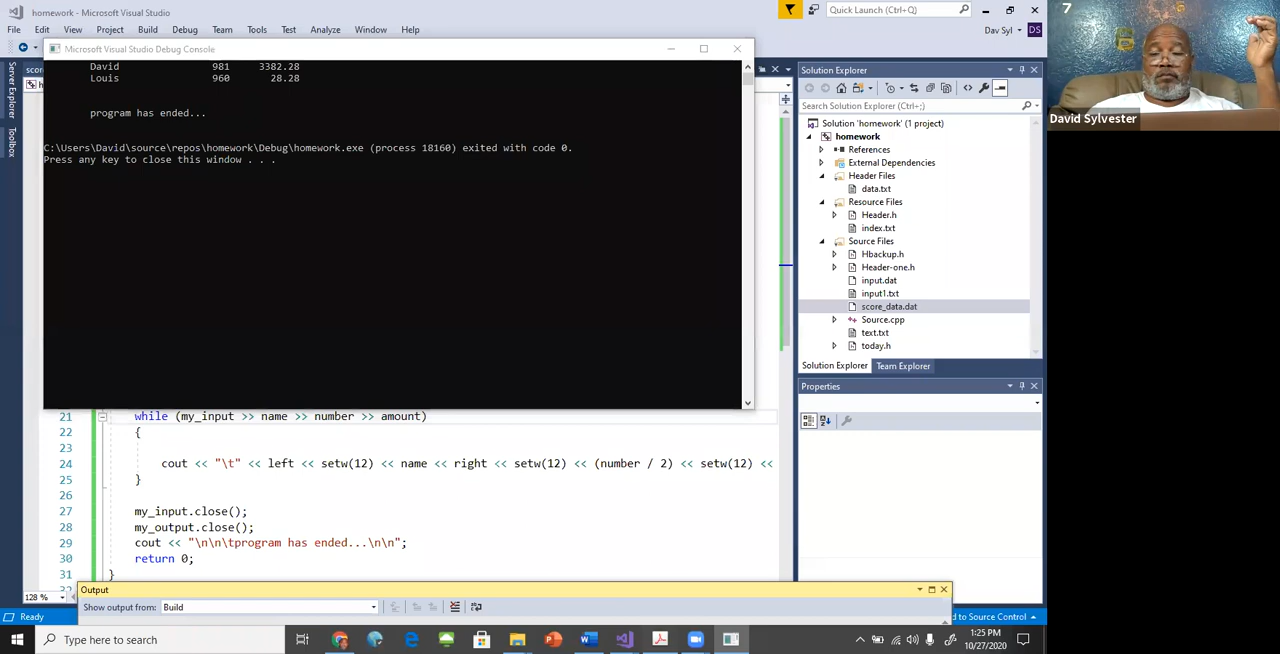 homework - Microsoft Visual Studio
Quick Launch (Ctrl+Q)
File Edit View Project Build Debug Team Tools Test Analyze Window Help
Dav Syl DS
Microsoft Visual Studio Debug Console
David 981 3382.28
Louis 960 28.28
program has ended...
C:\Users\David\source\repos\homework\Debug\homework.exe (process 18160) exited with code 0.
Press any key to close this window . . .
Server Explorer
Toolbox
Solution Explorer
Search Solution Explorer (Ctrl+;)
Solution 'homework' (1 project)
homework
References
External Dependencies
Header Files
data.txt
Resource Files
Header.h
index.txt
Source Files
Hbackup.h
Header-one.h
input.dat
input1.txt
score_data.dat
Source.cpp
text.txt
today.h
Solution Explorer Team Explorer
Properties
21 while (my_input >> name >> number >> amount)
22 {
23
24 cout << "\t" << left << setw(12) << name << right << setw(12) << (number / 2) << setw(12) <<
25 }
26
27 my_input.close();
28 my_output.close();
29 cout << "\n\n\tprogram has ended...\n\n";
30 return 0;
31 }
128 %
Output
Show output from: Build
Ready
d to Source Control
Type here to search
1:25 PM
10/27/2020
7
David Sylvester